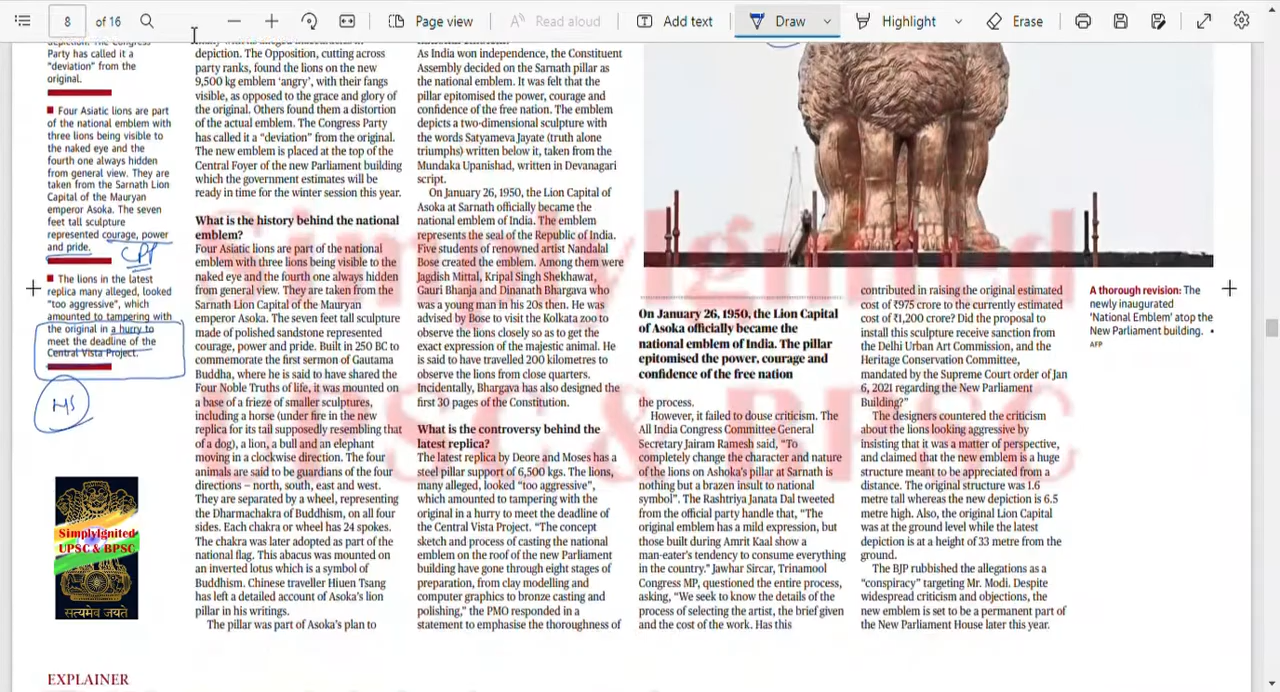 8 of 16
Page view
Read aloud
Add text
Draw
Highlight
Erase
Party has called it a
“deviation” from the
original.
Four Asiatic lions are part
of the national emblem with
three lions being visible to
the naked eye and the
fourth one always hidden
from general view. They are
taken from the Sarnath Lion
Capital of the Mauryan
emperor Asoka. The seven
feet tall sculpture
represented courage, power
and pride.
CPP
The lions in the latest
replica many alleged, looked
“too aggressive”, which
amounted to tampering with
the original in a hurry to
meet the deadline of the
Central Vista Project.
SimplyIgnited
UPSC & BPSC
सत्यमेव जयते
depiction. The Opposition, cutting across
party ranks, found the lions on the new
9,500 kg emblem ‘angry’, with their fangs
visible, as opposed to the grace and glory of
the original. Others found them a distortion
of the actual emblem. The Congress Party
has called it a “deviation” from the original.
The new emblem is placed at the top of the
Central Foyer of the new Parliament building
which the government estimates will be
ready in time for the winter session this year.
What is the history behind the national
emblem?
Four Asiatic lions are part of the national
emblem with three lions being visible to the
naked eye and the fourth one always hidden
from general view. They are taken from the
Sarnath Lion Capital of the Mauryan
emperor Asoka. The seven feet tall sculpture
made of polished sandstone represented
courage, power and pride. Built in 250 BC to
commemorate the first sermon of Gautama
Buddha, where he is said to have shared the
Four Noble Truths of life, it was mounted on
a base of a frieze of smaller sculptures,
including a horse (under fire in the new
replica for its tail supposedly resembling that
of a dog), a lion, a bull and an elephant
moving in a clockwise direction. The four
animals are said to be guardians of the four
directions – north, south, east and west.
They are separated by a wheel, representing
the Dharmachakra of Buddhism, on all four
sides. Each chakra or wheel has 24 spokes.
The chakra was later adopted as part of the
national flag. This abacus was mounted on
an inverted lotus which is a symbol of
Buddhism. Chinese traveller Hiuen Tsang
has left a detailed account of Asoka’s lion
pillar in his writings.
The pillar was part of Asoka’s plan to
As India won independence, the Constituent
Assembly decided on the Sarnath pillar as
the national emblem. It was felt that the
pillar epitomised the power, courage and
confidence of the free nation. The emblem
depicts a two-dimensional sculpture with
the words Satyameva Jayate (truth alone
triumphs) written below it, taken from the
Mundaka Upanishad, written in Devanagari
script.
On January 26, 1950, the Lion Capital of
Asoka at Sarnath officially became the
national emblem of India. The emblem
represents the seal of the Republic of India.
Five students of renowned artist Nandalal
Bose created the emblem. Among them were
Jagdish Mittal, Kripal Singh Shekhawat,
Gauri Bhanja and Dinanath Bhargava who
was a young man in his 20s then. He was
advised by Bose to visit the Kolkata zoo to
observe the lions closely so as to get the
exact expression of the majestic animal. He
is said to have travelled 200 kilometres to
observe the lions from close quarters.
Incidentally, Bhargava has also designed the
first 30 pages of the Constitution.
What is the controversy behind the
latest replica?
The latest replica by Deore and Moses has a
steel pillar support of 6,500 kgs. The lions,
many alleged, looked “too aggressive”,
which amounted to tampering with the
original in a hurry to meet the deadline of
the Central Vista Project. “The concept
sketch and process of casting the national
emblem on the roof of the new Parliament
building have gone through eight stages of
preparation, from clay modelling and
computer graphics to bronze casting and
polishing,” the PMO responded in a
statement to emphasise the thoroughness of
On January 26, 1950, the Lion Capital
of Asoka officially became the
national emblem of India. The pillar
epitomised the power, courage and
confidence of the free nation
the process.
However, it failed to douse criticism. The
All India Congress Committee General
Secretary Jairam Ramesh said, “To
completely change the character and nature
of the lions on Ashoka’s pillar at Sarnath is
nothing but a brazen insult to national
symbol”. The Rashtriya Janata Dal tweeted
from the official party handle that, “The
original emblem has a mild expression, but
those built during Amrit Kaal show a
man-eater’s tendency to consume everything
in the country.” Jawhar Sircar, Trinamool
Congress MP, questioned the entire process,
asking, “We seek to know the details of the
process of selecting the artist, the brief given
and the cost of the work. Has this
contributed in raising the original estimated
cost of ₹975 crore to the currently estimated
cost of ₹1,200 crore? Did the proposal to
install this sculpture receive sanction from
the Delhi Urban Art Commission, and the
Heritage Conservation Committee,
mandated by the Supreme Court order of Jan
6, 2021 regarding the New Parliament
Building?”
The designers countered the criticism
about the lions looking aggressive by
insisting that it was a matter of perspective,
and claimed that the new emblem is a huge
structure meant to be appreciated from a
distance. The original structure was 1.6
metre tall whereas the new depiction is 6.5
metre high. Also, the original Lion Capital
was at the ground level while the latest
depiction is at a height of 33 metre from the
ground.
The BJP rubbished the allegations as a
“conspiracy” targeting Mr. Modi. Despite
widespread criticism and objections, the
new emblem is set to be a permanent part of
the New Parliament House later this year.
A thorough revision: The
newly inaugurated
‘National Emblem’ atop the
New Parliament building. •
AFP
SimplyIgnited
UPSC & BPSC
EXPLAINER